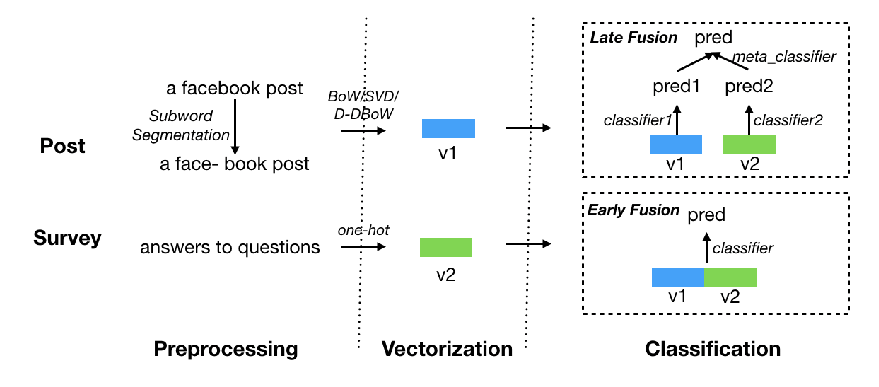 Post
a facebook post
Subword
Segmentation
a face- book post
BoW/SVD/
D-DBoW
v1
Survey
answers to questions
one-hot
v2
Late Fusion
pred
meta_classifier
pred1
pred2
classifier1
classifier2
v1
v2
Early Fusion
pred
classifier
v1
v2
Preprocessing
Vectorization
Classification